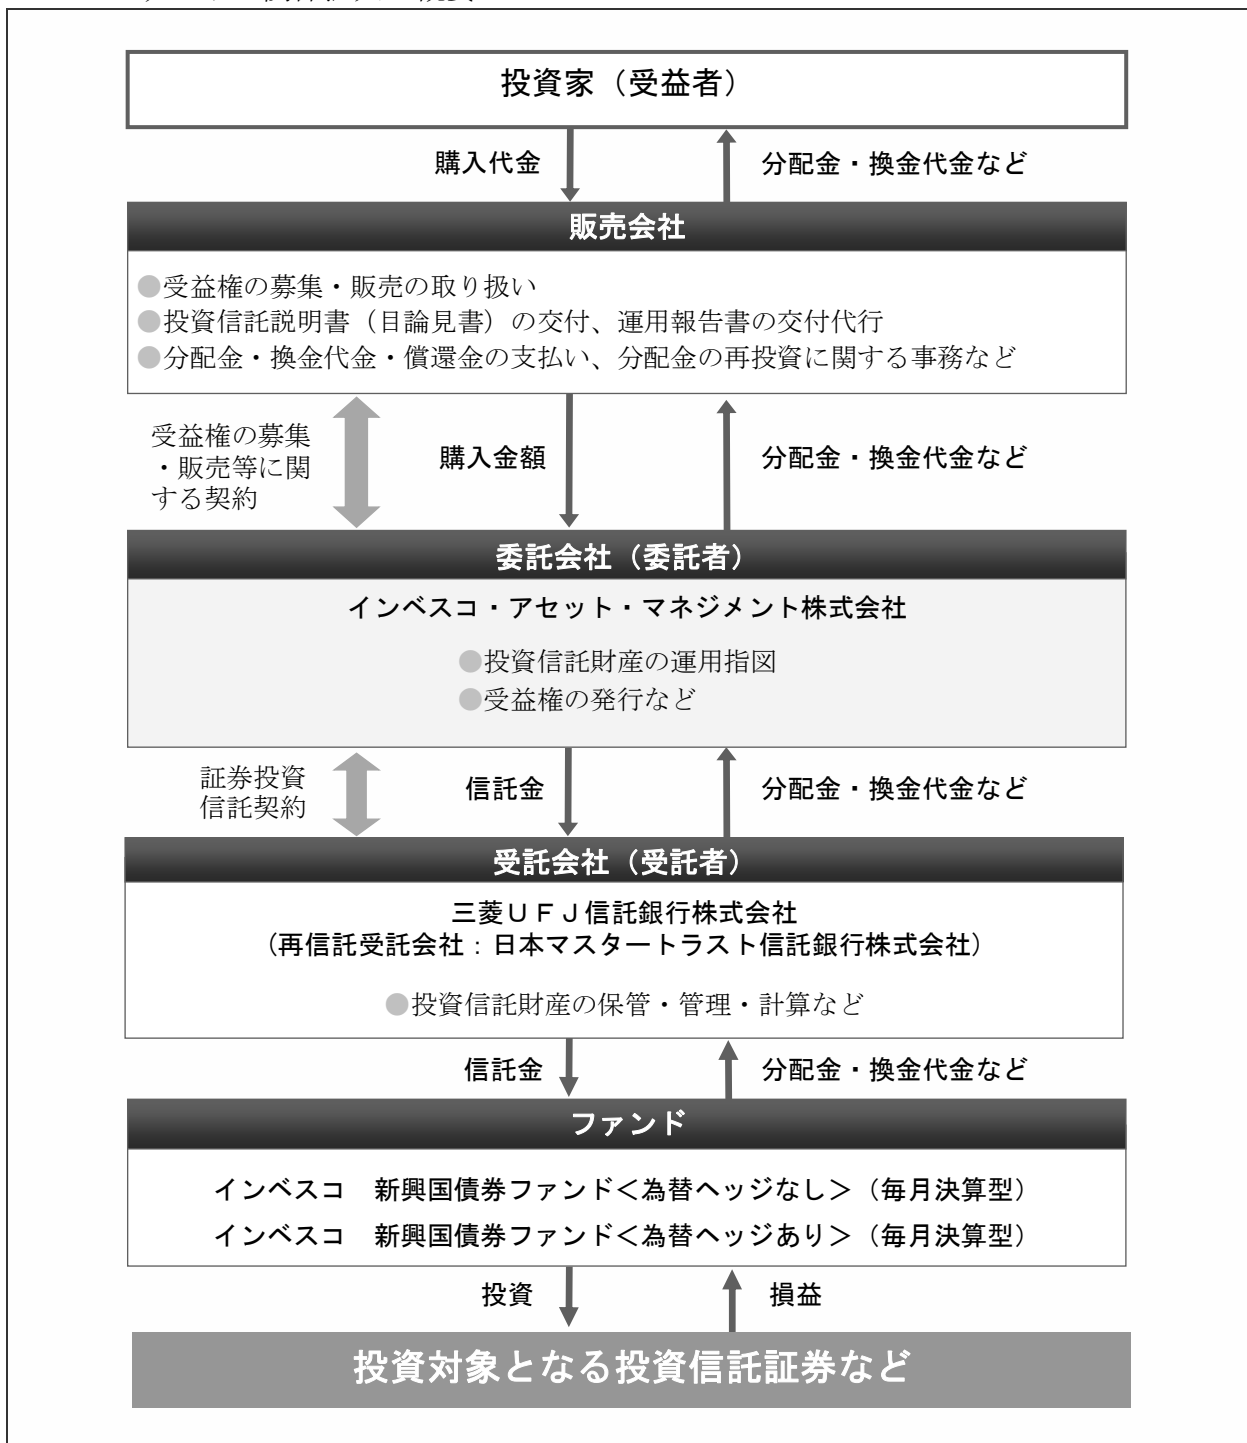 投資家（受益者）
購入代金
分配金・換金代金など
販売会社
●受益権の募集・販売の取り扱い
●投資信託説明書（目論見書）の交付、運用報告書の交付代行
●分配金・換金代金・償還金の支払い、分配金の再投資に関する事務など
受益権の募集
・販売等に関
する契約
購入金額
分配金・換金代金など
委託会社（委託者）
インベスコ・アセット・マネジメント株式会社
●投資信託財産の運用指図
●受益権の発行など
証券投資
信託契約
信託金
分配金・換金代金など
受託会社（受託者）
三菱ＵＦＪ信託銀行株式会社
（再信託受託会社：日本マスタートラスト信託銀行株式会社）
●投資信託財産の保管・管理・計算など
信託金
分配金・換金代金など
ファンド
インベスコ　新興国債券ファンド＜為替ヘッジなし＞（毎月決算型）
インベスコ　新興国債券ファンド＜為替ヘッジあり＞（毎月決算型）
投資
損益
投資対象となる投資信託証券など